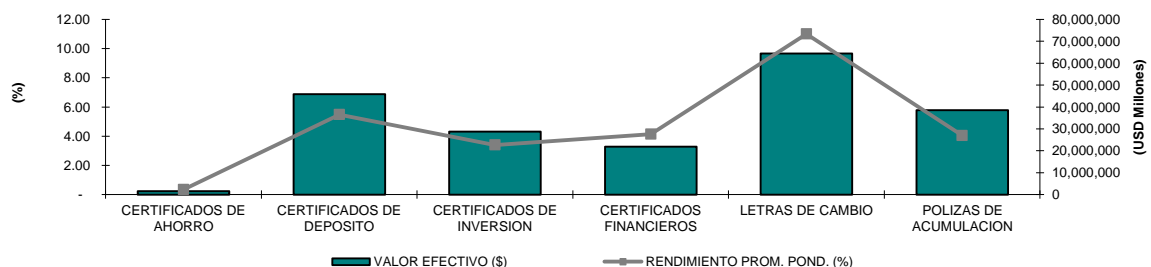 12.00
10.00
8.00
6.00
4.00
2.00
-
(%)
80,000,000
70,000,000
60,000,000
50,000,000
40,000,000
30,000,000
20,000,000
10,000,000
0
(USD Millones)
CERTIFICADOS DE AHORRO
CERTIFICADOS DE DEPOSITO
CERTIFICADOS DE INVERSION
CERTIFICADOS FINANCIEROS
LETRAS DE CAMBIO
POLIZAS DE ACUMULACION
VALOR EFECTIVO ($)
RENDIMIENTO PROM. POND. (%)